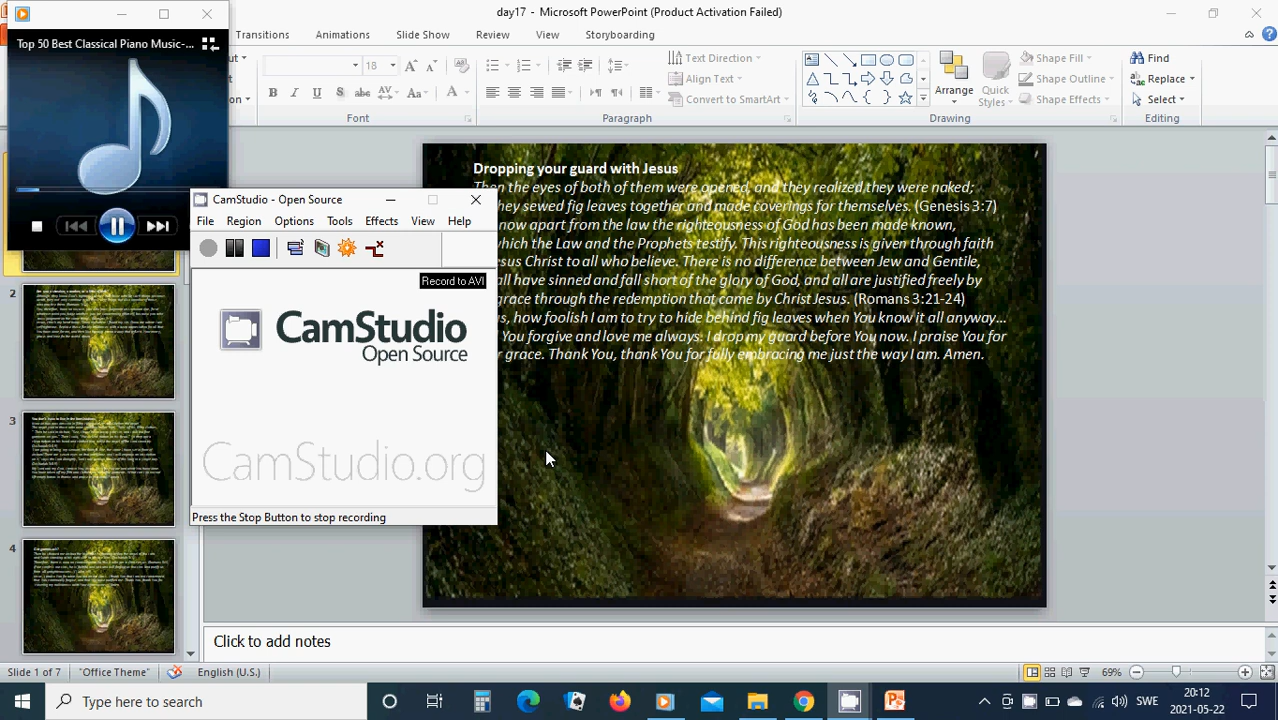 day17 - Microsoft PowerPoint (Product Activation Failed)
Top 50 Best Classical Piano Music-...
Transitions Animations Slide Show Review View Storyboarding
18
Text Direction
Align Text
Convert to SmartArt
Arrange
Quick Styles
Shape Fill
Shape Outline
Shape Effects
Find
Replace
Select
Font Paragraph Drawing Editing
CamStudio - Open Source
File Region Options Tools Effects View Help
Record to AVI
CamStudio
Open Source
CamStudio.org
Press the Stop Button to stop recording
Dropping your guard with Jesus
Then the eyes of both of them were opened, and they realized they were naked;
they sewed fig leaves together and made coverings for themselves. (Genesis 3:7)
now apart from the law the righteousness of God has been made known,
which the Law and the Prophets testify. This righteousness is given through faith
Jesus Christ to all who believe. There is no difference between Jew and Gentile,
all have sinned and fall short of the glory of God, and all are justified freely by
through the redemption that came by Christ Jesus. (Romans 3:21-24)
foolish I am to try to hide behind fig leaves when You know it all anyway...
You forgive and love me always. I drop my guard before You now. I praise You for
grace. Thank You, thank You for fully embracing me just the way I am. Amen.
2
3
4
Click to add notes
Slide 1 of 7 "Office Theme" English (U.S.) 69%
Type here to search
SWE
20:12
2021-05-22